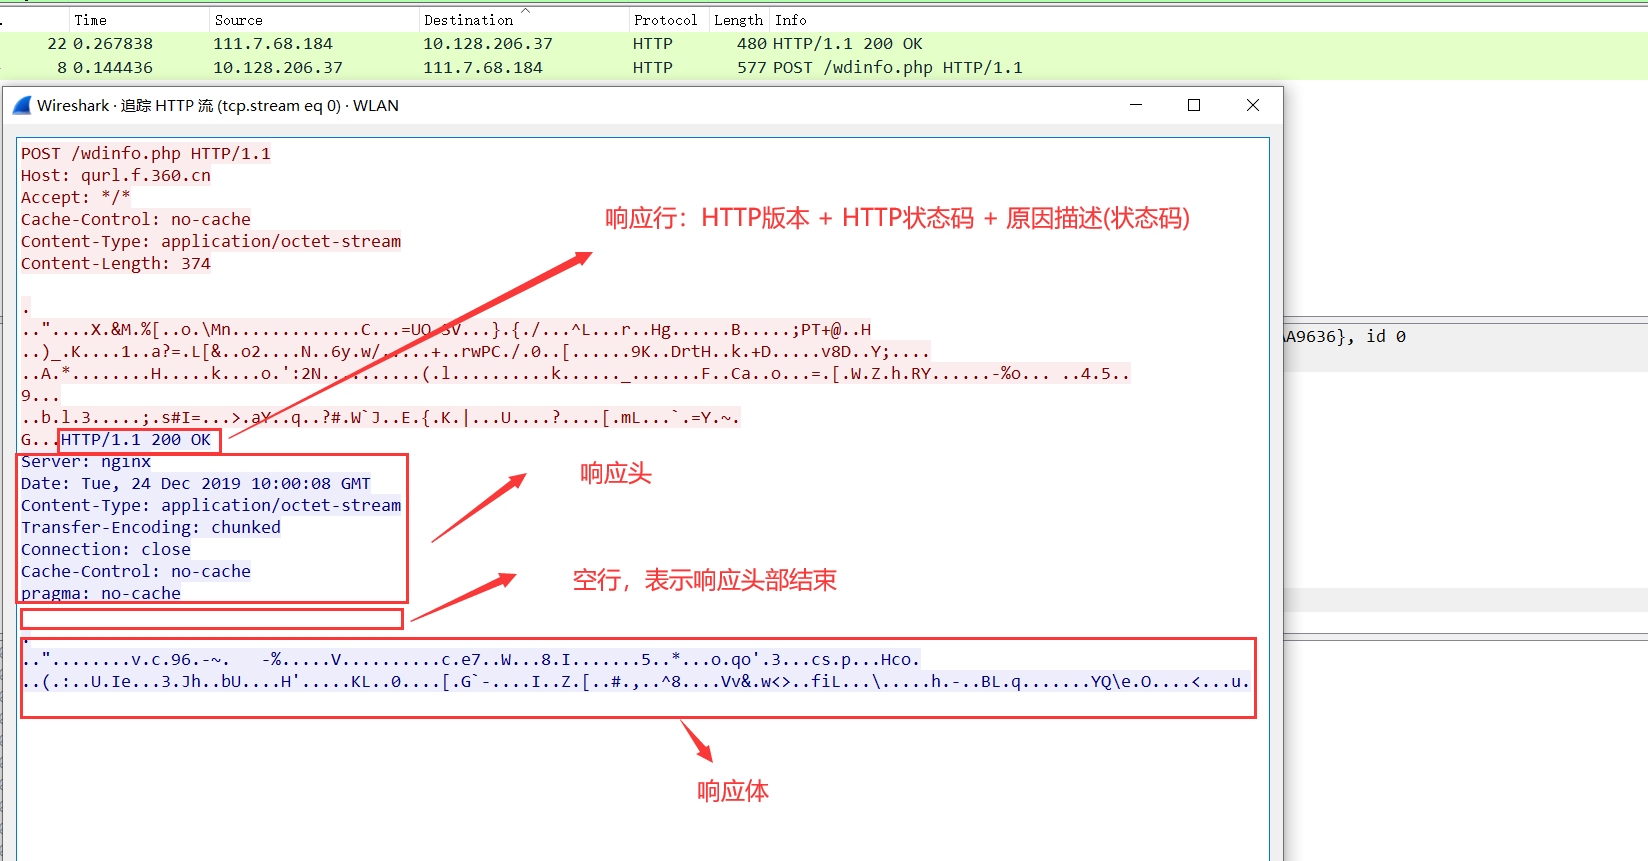 Time Source Destination Protocol Length Info
22 0.267838 111.7.68.184 10.128.206.37 HTTP 480 HTTP/1.1 200 OK
8 0.144436 10.128.206.37 111.7.68.184 HTTP 577 POST /wdinfo.php HTTP/1.1
Wireshark · 追踪 HTTP 流 (tcp.stream eq 0) · WLAN
POST /wdinfo.php HTTP/1.1
Host: qurl.f.360.cn
Accept: */*
Cache-Control: no-cache
Content-Type: application/octet-stream
Content-Length: 374
响应行：HTTP版本 + HTTP状态码 + 原因描述(状态码)
.
.."....X.&M.%[..o.\Mn.............C...=UO.SV...}.{./...^L...r..Hg......B.....;PT+@..H
A9636}, id 0
..)_.K....1..a?=.L[&..o2....N..6y.w/.....+..rwPC./.0..[......9K..DrtH..k.+D.....v8D..Y;....
..A.*........H.....k....o.':2N..........(.l..........k......_.......F..Ca..o...=.[.W.Z.h.RY......-%o... ..4.5..
9...
..b.l.3.....;.s#I=...>.aY..q..?#.W`J..E.{.K.|...U....?....[.mL...`.=Y.~.
G...HTTP/1.1 200 OK
Server: nginx
Date: Tue, 24 Dec 2019 10:00:08 GMT
Content-Type: application/octet-stream
Transfer-Encoding: chunked
Connection: close
Cache-Control: no-cache
pragma: no-cache
响应头
空行，表示响应头部结束
.
.."........v.c.96.-~.   -%.....V..........c.e7..W...8.I.......5..*...o.qo'.3...cs.p...Hco.
..(.:..U.Ie...3.Jh..bU....H'.....KL..0....[.G`-....I..Z.[..#.,..^8....Vv&.w<>..fiL...\.....h.-..BL.q.......YQ\e.O....<...u.
响应体